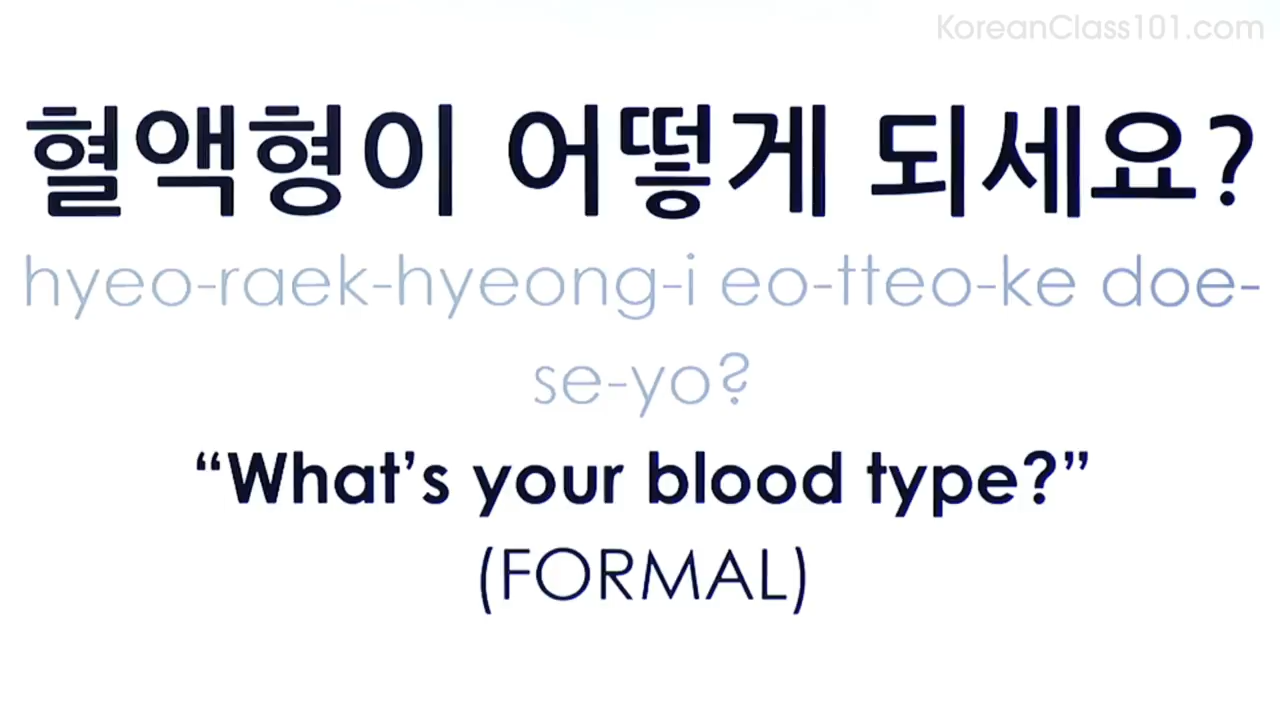 KoreanClass101.com
혈액형이 어떻게 되세요?
hyeo-raek-hyeong-i eo-tteo-ke doe-
se-yo?
“What’s your blood type?”
(FORMAL)